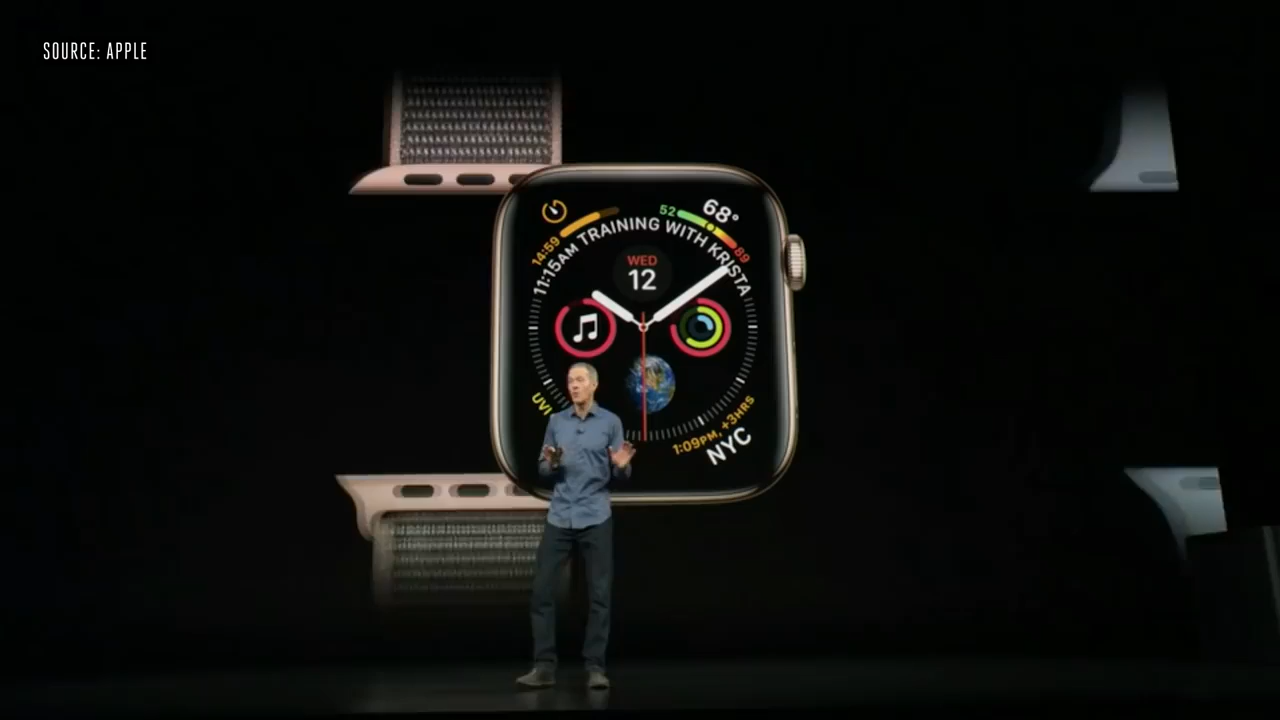 SOURCE: APPLE
68°
52
89
14:59
11:15AM TRAINING WITH KRISTA
WED
12
UVI
1:09PM, +3HRS
NYC